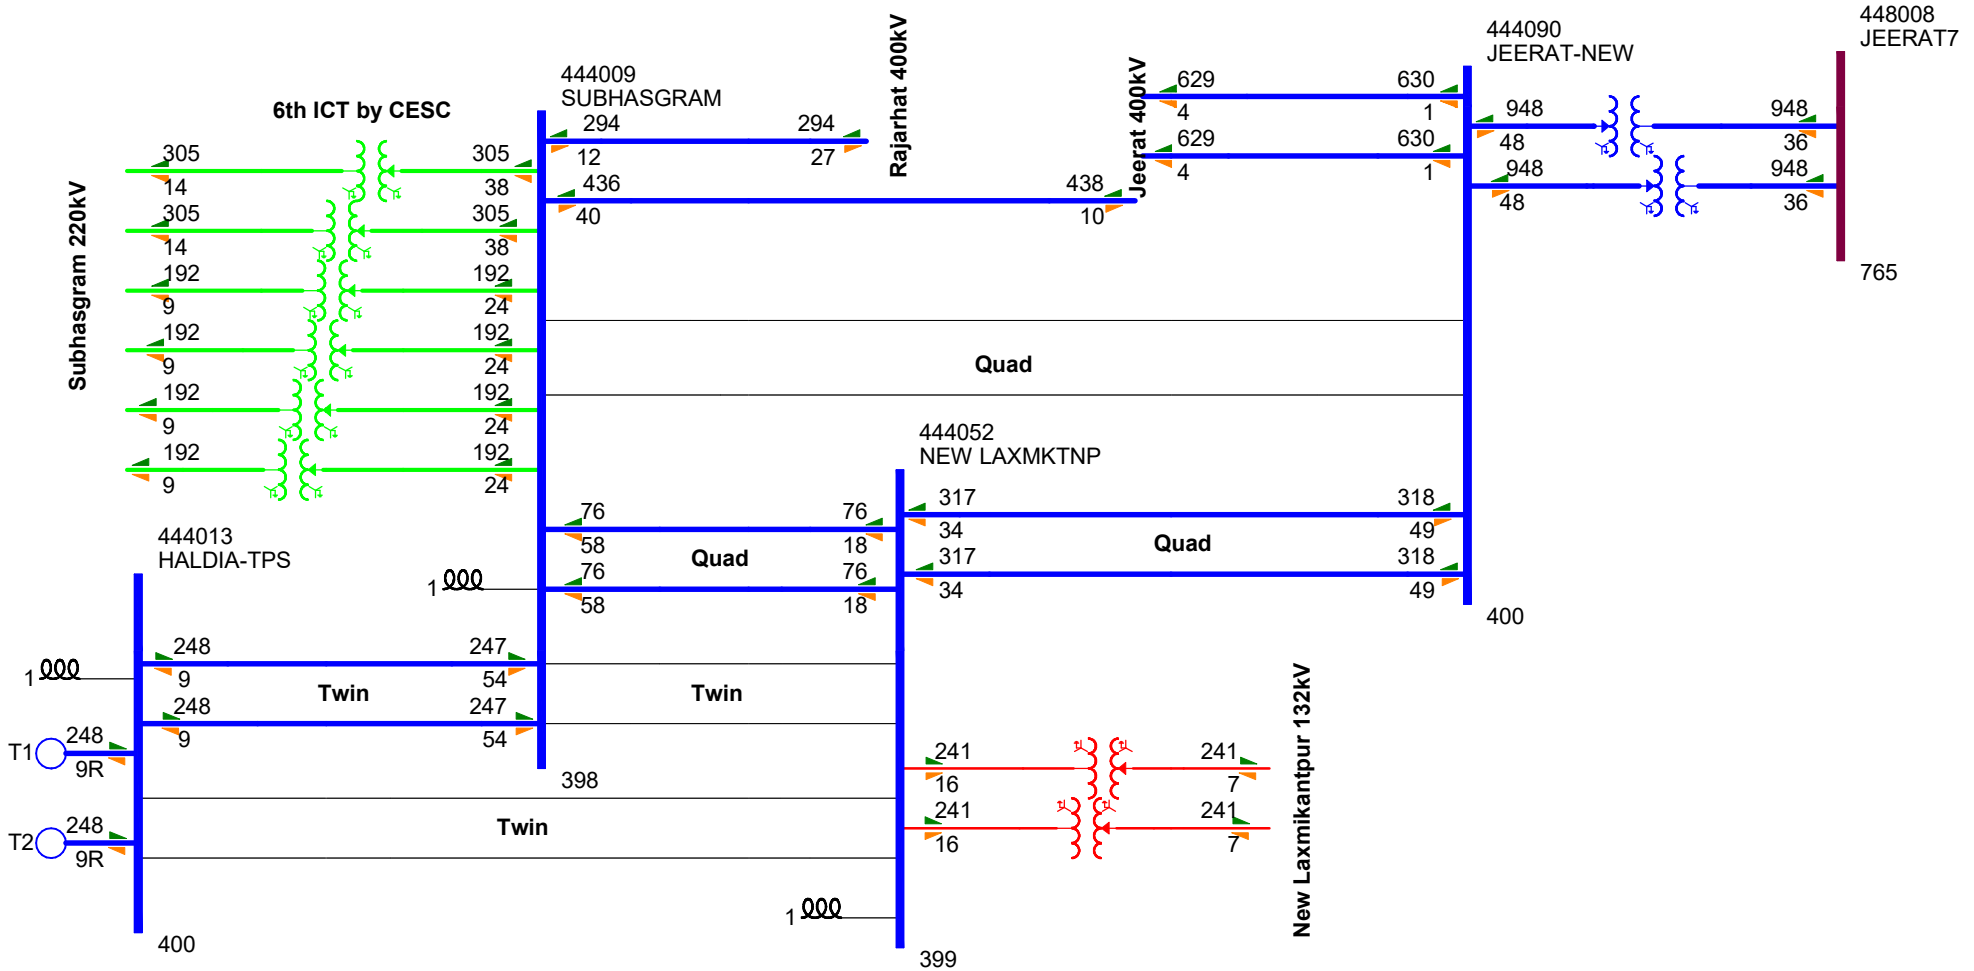 448008
JEERAT7
444090
JEERAT-NEW
444009
SUBHASGRAM
6th ICT by CESC
Rajarhat 400kV
Jeerat 400kV
Subhasgram 220kV
629 630
4 1
629 630
4 1
948 948
48 36
948 948
48 36
765
294 294
12 27
436 438
40 10
305 305
14 38
305 305
14 38
192 192
9 24
192 192
9 24
192 192
9 24
192 192
9 24
Quad
444052
NEW LAXMKTNP
76 76
58 18
Quad
76 76
58 18
1
317 318
34 49
Quad
317 318
34 49
400
444013
HALDIA-TPS
1
248 247
9 54
Twin
248 247
9 54
Twin
T1 248
9R
T2 248
9R
398
Twin
400
241 241
16 7
241 241
16 7
New Laxmikantpur 132kV
1
399